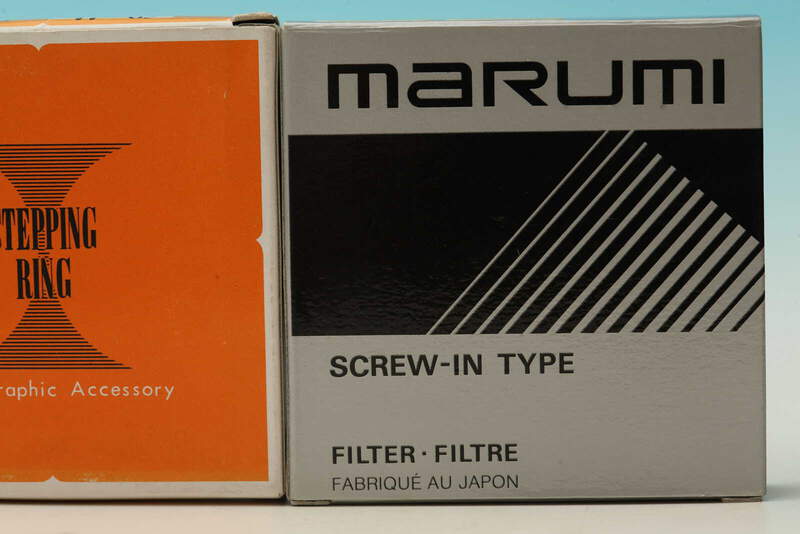 STEPPING
RING
raphic Accessory
marumi
SCREW-IN TYPE
FILTER · FILTRE
FABRIQUÉ AU JAPON